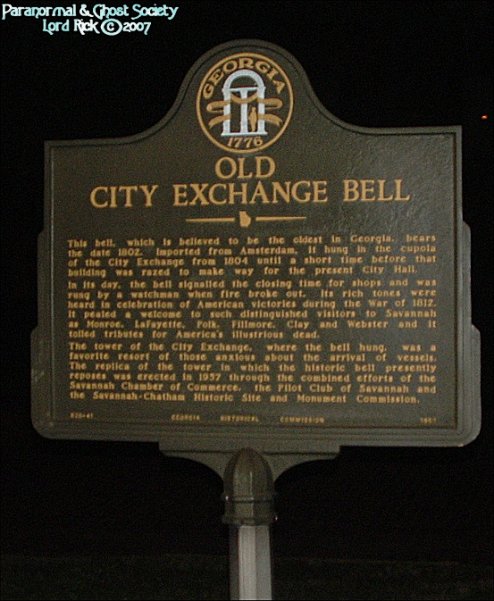 Paranormal & Ghost Society
Lord Rick © 2007
GEORGIA
1776
OLD
CITY EXCHANGE BELL
This bell, which is believed to be the oldest in Georgia, bears
the date 1802. Imported from Amsterdam, it hung in the cupola
of the City Exchange from 1804 until a short time before that
building was razed to make way for the present City Hall.
In its day, the bell signalled the closing time for shops and was
rung by a watchman when fire broke out. Its rich tones were
heard in celebration of American victories during the War of 1812.
It pealed a welcome to such distinguished visitors to Savannah
as Monroe, LaFayette, Polk, Fillmore, Clay and Webster and it
tolled tributes for America's illustrious dead.
The tower of the City Exchange, where the bell hung, was a
favorite resort of those anxious about the arrival of vessels.
The replica of the tower in which the historic bell presently
reposes was erected in 1957 through the combined efforts of the
Savannah Chamber of Commerce, the Pilot Club of Savannah and
the Savannah-Chatham Historic Site and Monument Commission.
GEORGIA HISTORICAL COMMISSION